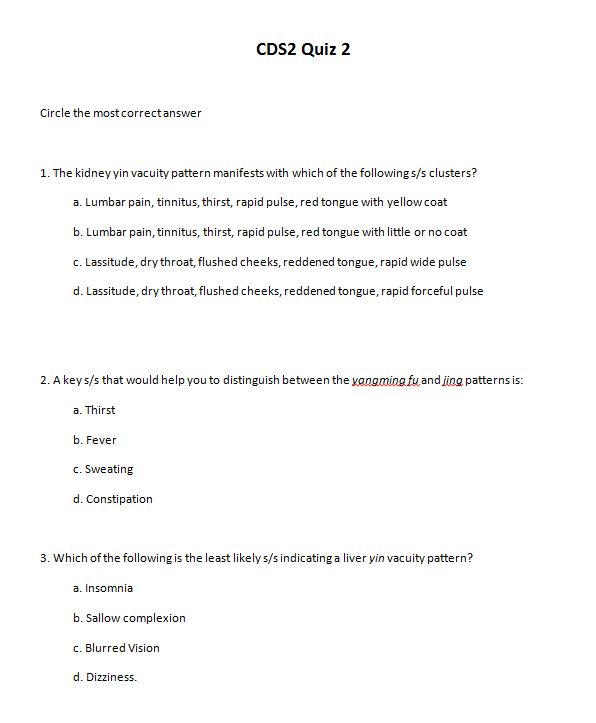 CDS2 Quiz 2
Circle the most correct answer
1. The kidney yin vacuity pattern manifests with which of the following s/s clusters?
a. Lumbar pain, tinnitus, thirst, rapid pulse, red tongue with yellow coat
b. Lumbar pain, tinnitus, thirst, rapid pulse, red tongue with little or no coat
c. Lassitude, dry throat, flushed cheeks, reddened tongue, rapid wide pulse
d. Lassitude, dry throat, flushed cheeks, reddened tongue, rapid forceful pulse
2. A key s/s that would help you to distinguish between the yangming fu and jing patterns is:
a. Thirst
b. Fever
c. Sweating
d. Constipation
3. Which of the following is the least likely s/s indicating a liver yin vacuity pattern?
a. Insomnia
b. Sallow complexion
c. Blurred Vision
d. Dizziness.